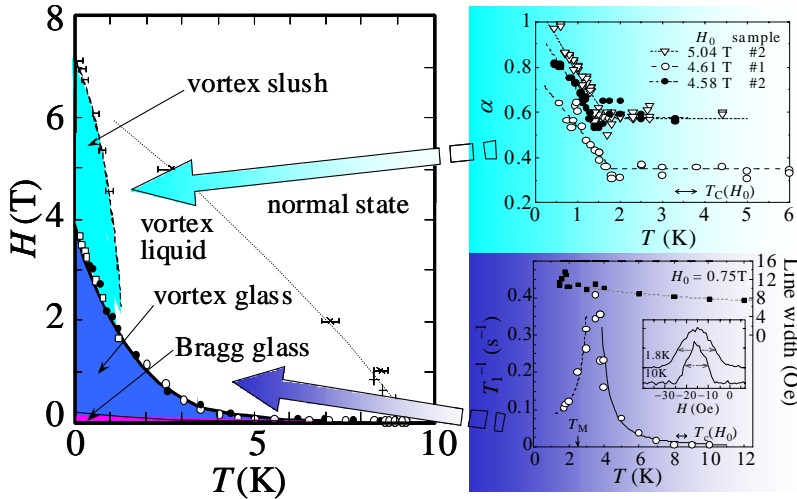 8
6
4
2
0
H(T)
vortex slush
normal state
vortex
liquid
vortex glass
Bragg glass
0
5
10
T(K)
H0 sample
5.04 T #2
4.61 T #1
4.58 T #2
1
0.8
0.6
0.4
0.2
α
TC(H0)
0 1 2 3 4 5 6
T (K)
H0 = 0.75T
0.4
0.3
0.2
0.1
0
T1⁻¹ (s⁻¹)
16
12
8
4
0
Line width (Oe)
1.8K
10K
−30 −20 −10 0
H (Oe)
TM
Tc(H0)
2 4 6 8 10 12 14
T (K)